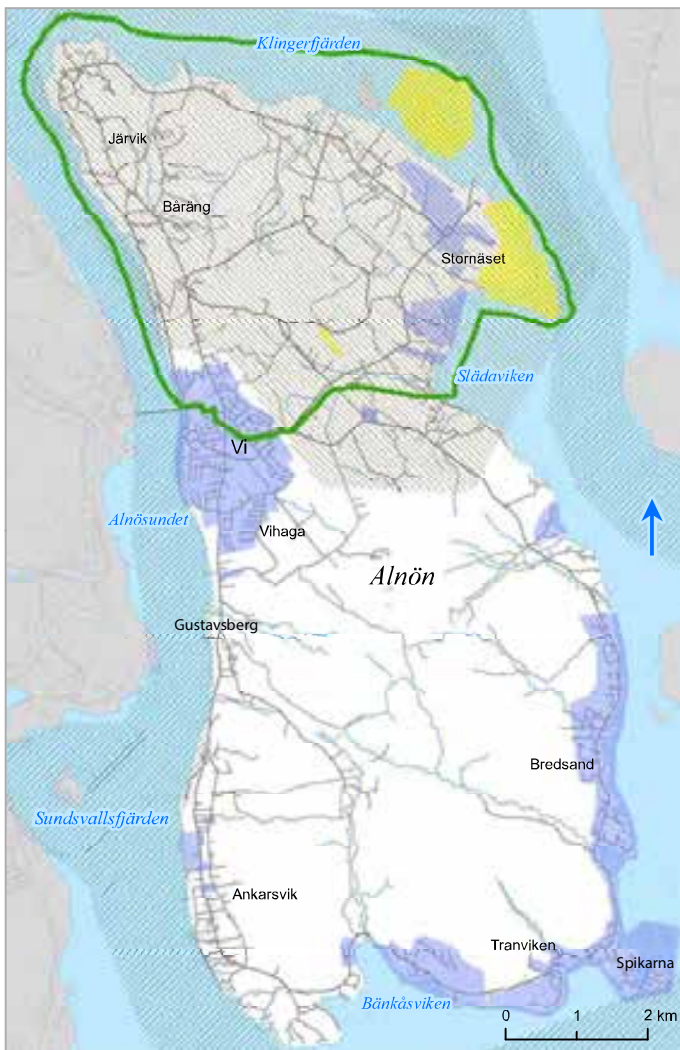 Klingerfjärden
Järvik
Båräng
Stornäset
Slädaviken
Vi
Alnösundet
Vihaga
Alnön
Gustavsberg
Bredsand
Sundsvallsfjärden
Ankarsvik
Tranviken
Spikarna
Bänkåsviken
0 1 2 km